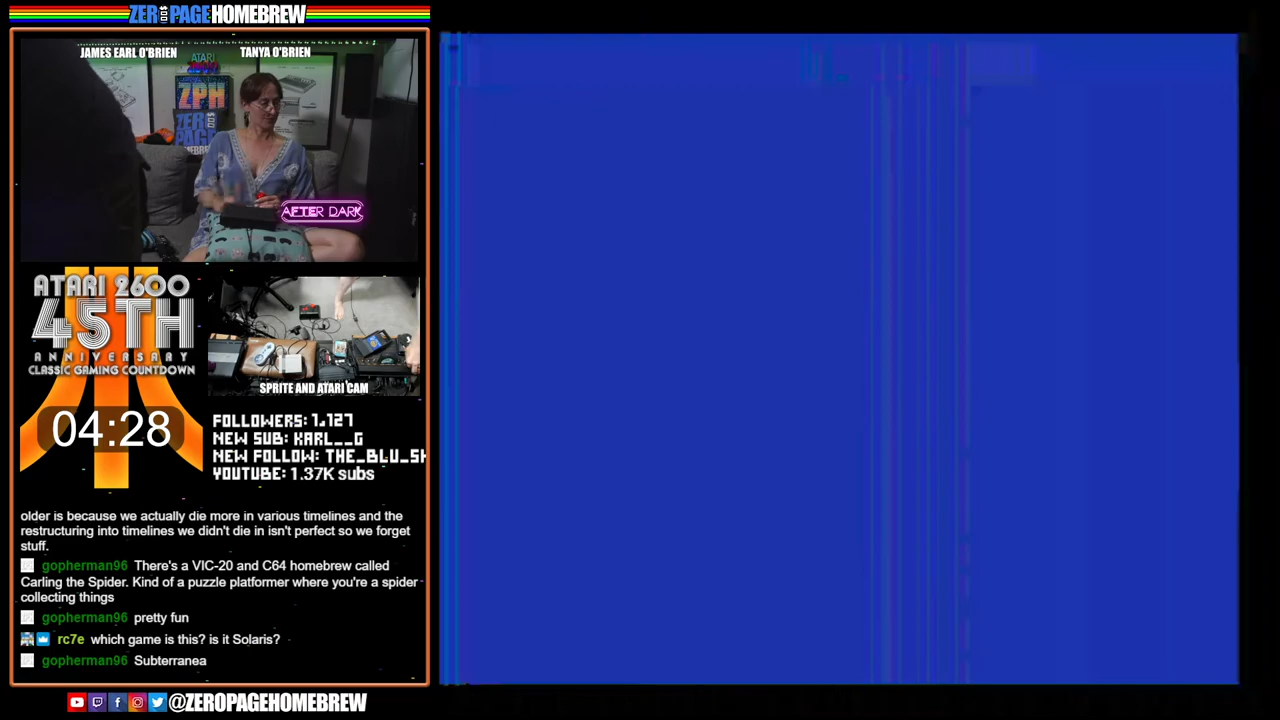 ZEROPAGE HOMEBREW
JAMES EARL O'BRIEN
TANYA O'BRIEN
ATARI
ZPH
ZERO
PAGE
AFTER DARK
ATARI 2600
45TH
ANNIVERSARY
CLASSIC GAMING COUNTDOWN
04:28
SPRITE AND ATARI CAM
FOLLOWERS: 1,127
NEW SUB: KARL__G
NEW FOLLOW: THE_BLU_SH
YOUTUBE: 1.37K subs
older is because we actually die more in various timelines and the
restructuring into timelines we didn't die in isn't perfect so we forget
stuff.
gopherman96 There's a VIC-20 and C64 homebrew called
Carling the Spider. Kind of a puzzle platformer where you're a spider
collecting things
gopherman96 pretty fun
rc7e which game is this? is it Solaris?
gopherman96 Subterranea
@ZEROPAGEHOMEBREW